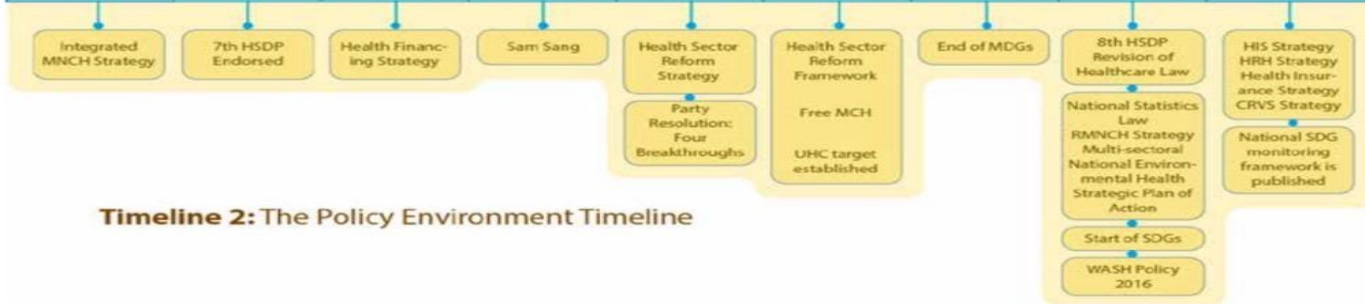 Integrated
MNCH Strategy
7th HSDP
Endorsed
Health Financ-
ing Strategy
Sam Sang
Health Sector
Reform
Strategy
Party
Resolution:
Four
Breakthroughs
Health Sector
Reform
Framework
Free MCH
UHC target
established
End of MDGs
8th HSDP
Revision of
Healthcare Law
National Statistics
Law
RMNCH Strategy
Multi-sectoral
National Environ-
mental Health
Strategic Plan of
Action
Start of SDGs
WASH Policy
2016
HIS Strategy
HRH Strategy
Health Insur-
ance Strategy
CRVS Strategy
National SDG
monitoring
framework is
published
Timeline 2: The Policy Environment Timeline